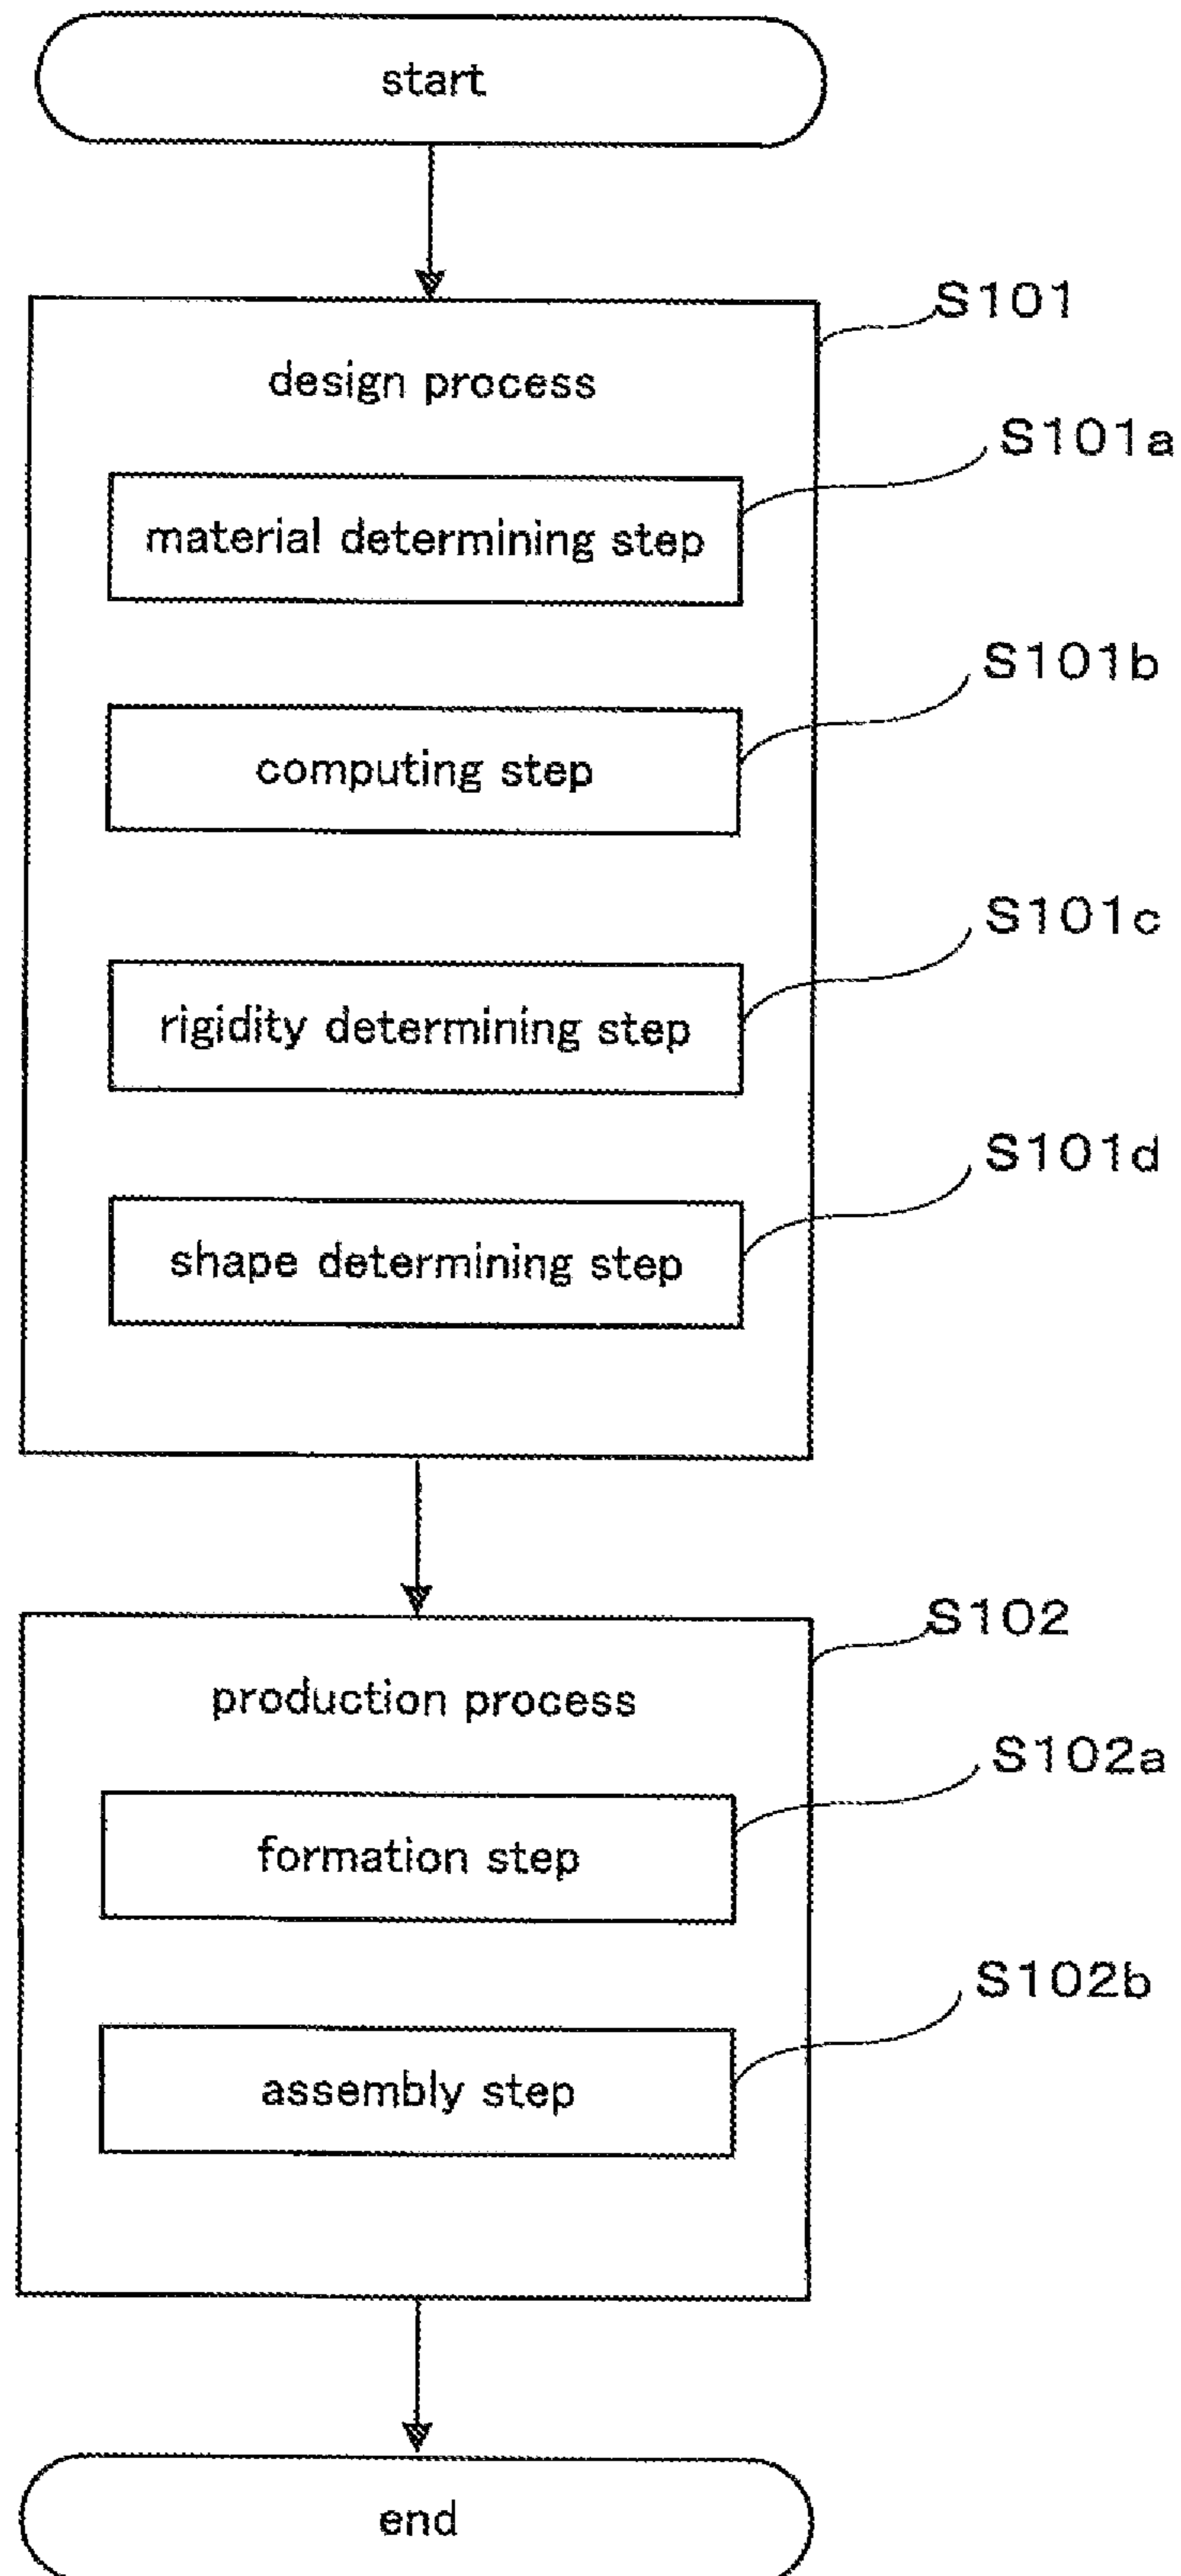 start
S101
design process
S101a
material determining step
S101b
computing step
S101c
rigidity determining step
S101d
shape determining step
S102
production process
S102a
formation step
S102b
assembly step
end